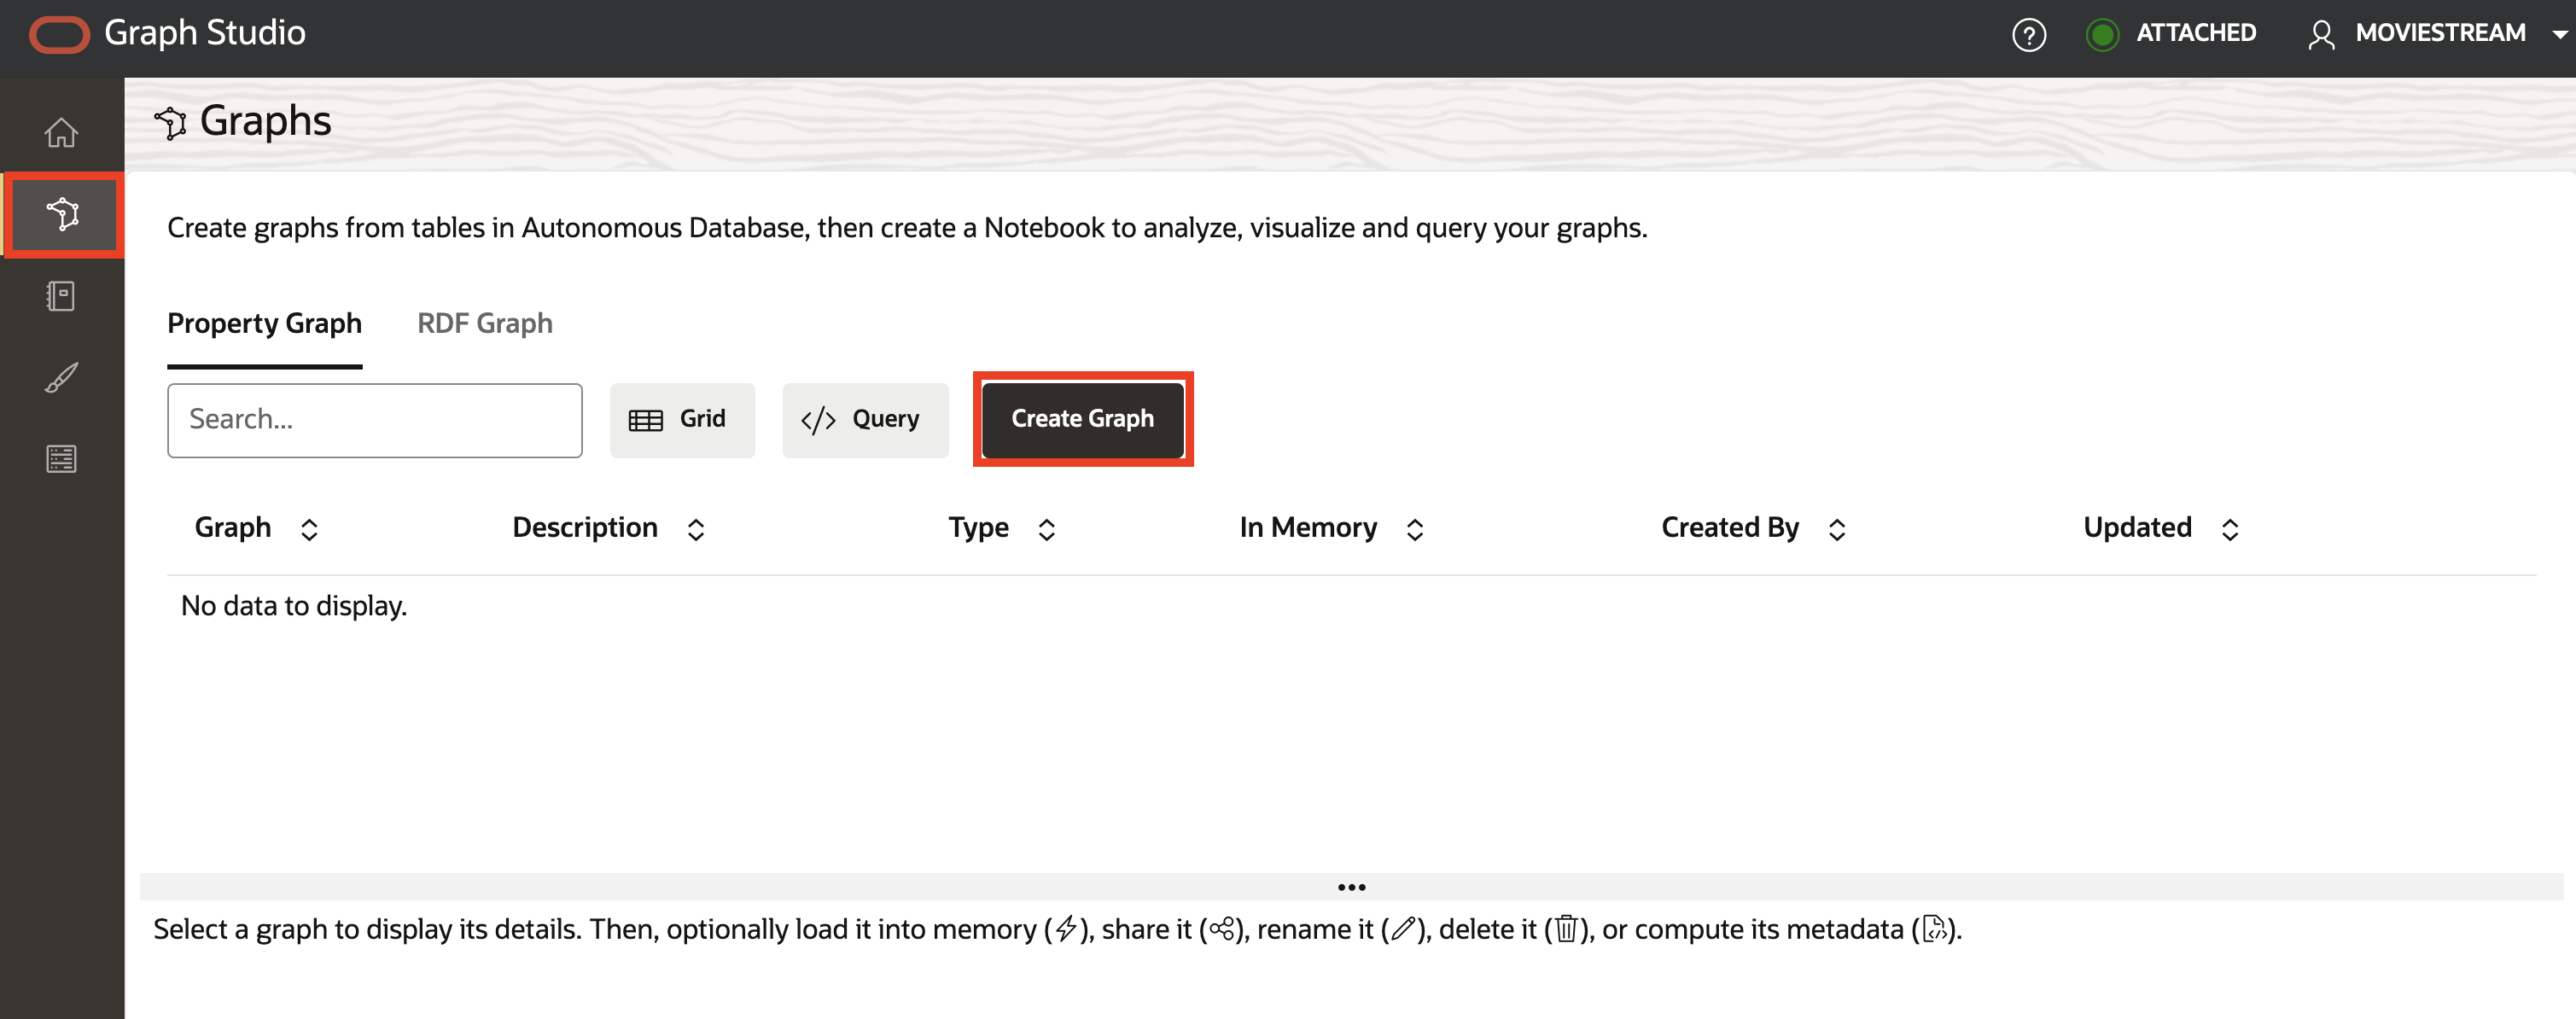 Graph Studio
ATTACHED
MOVIESTREAM
Graphs
Create graphs from tables in Autonomous Database, then create a Notebook to analyze, visualize and query your graphs.
Property Graph RDF Graph
Search... Grid Query Create Graph
Graph Description Type In Memory Created By Updated
No data to display.
Select a graph to display its details. Then, optionally load it into memory (), share it (), rename it (), delete it (), or compute its metadata ().